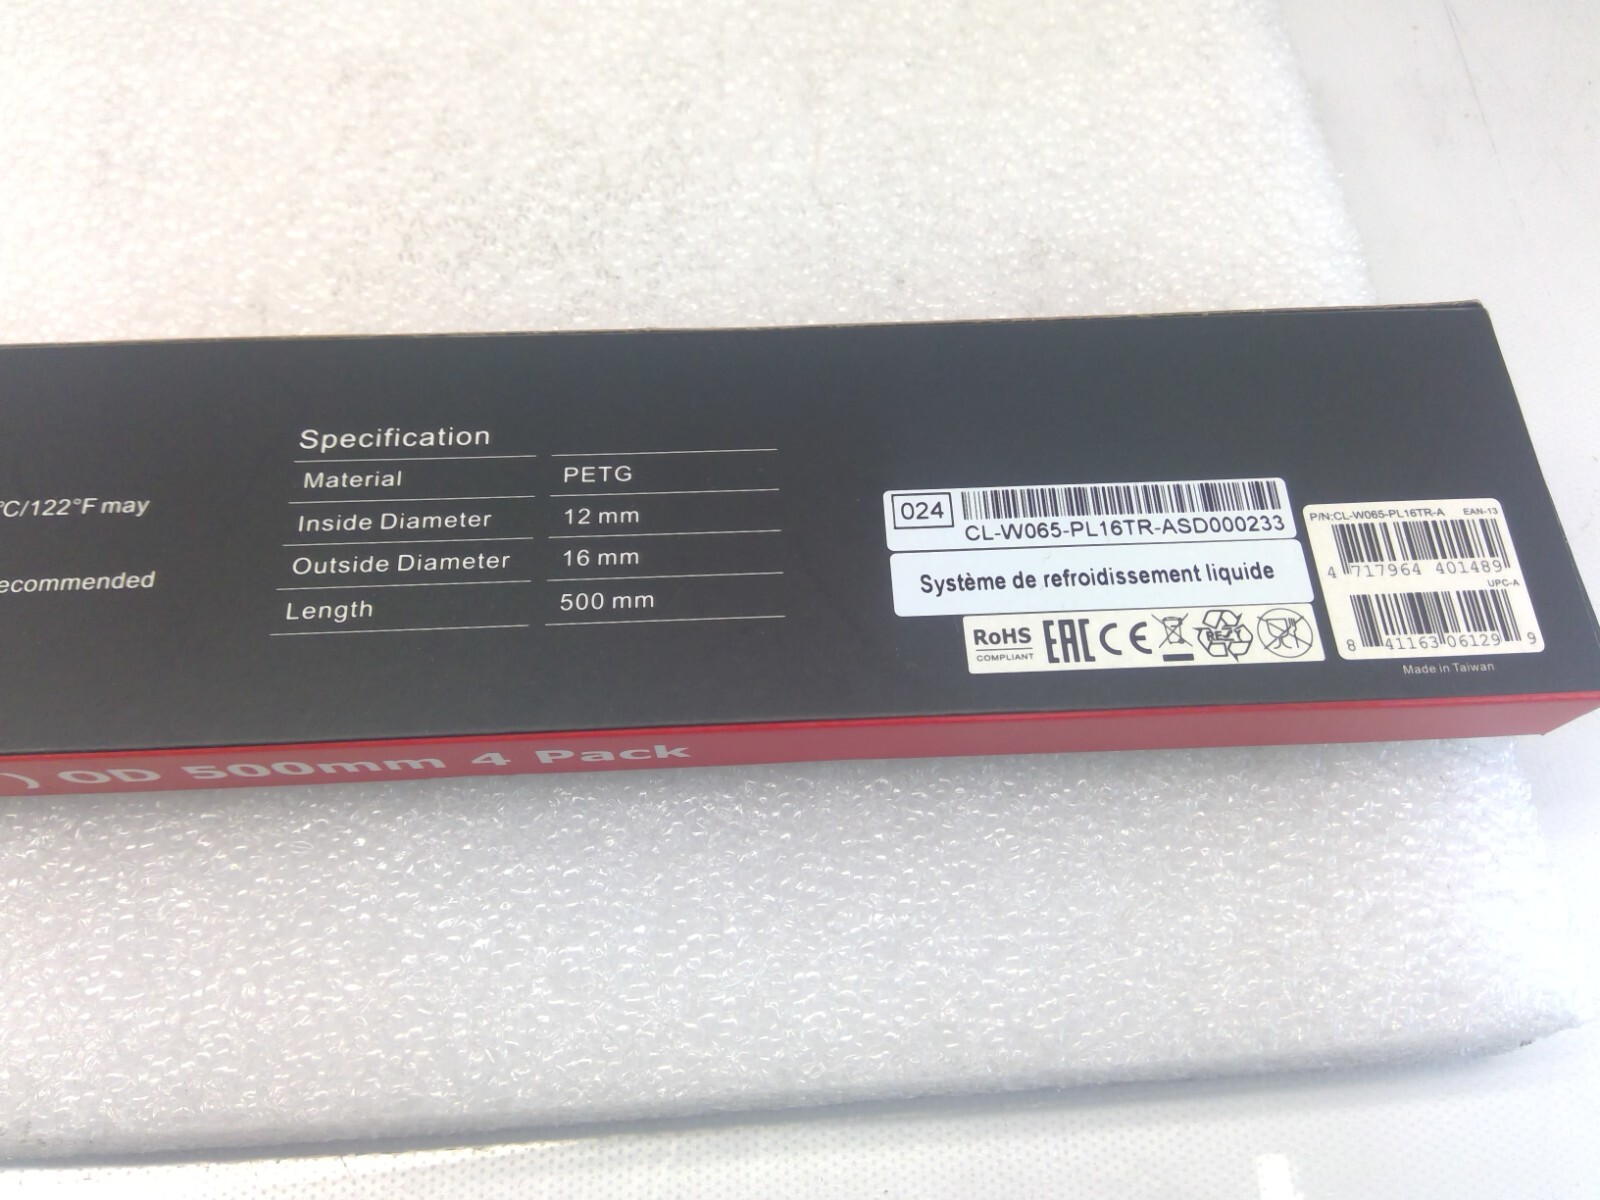 °C/122°F may
ecommended
Specification
Material PETG
Inside Diameter 12 mm
Outside Diameter 16 mm
Length 500 mm
024
CL-W065-PL16TR-ASD000233
Système de refroidissement liquide
RoHS
COMPLIANT
EAC CE
P/N:CL-W065-PL16TR-A EAN-13
4 717964 401489
UPC-A
8 41163 06129 9
Made in Taiwan
) OD 500mm 4 Pack